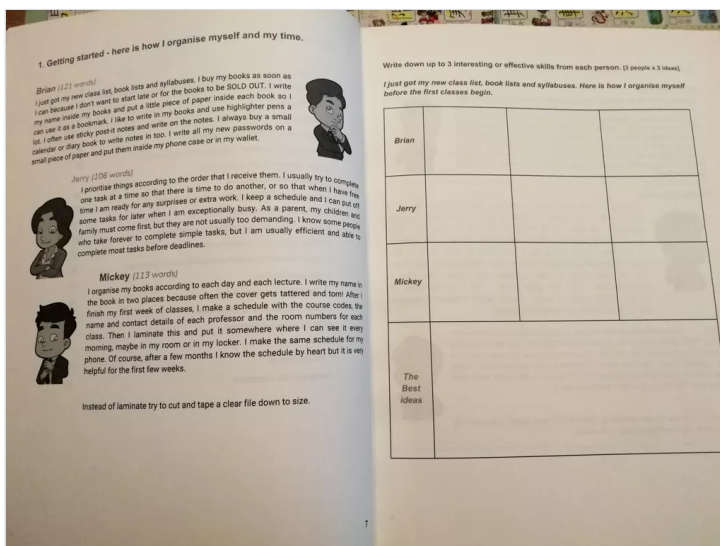 1. Getting started - here is how I organise myself and my time.
Brian (121 words)
I just got my new class list, book lists and syllabuses. I buy my books as soon as
I can because I don't want to start late or for the books to be SOLD OUT. I write
my name inside my books and put a little piece of paper inside each book so I
can use it as a bookmark. I like to write in my books and use highlighter pens a
lot. I often use sticky post-it notes and write on the notes. I always buy a small
calendar or diary book to write notes in too. I write all my new passwords on a
small piece of paper and put them inside my phone case or in my wallet.
Jerry (106 words)
I prioritise things according to the order that I receive them. I usually try to complete
one task at a time so that there is time to do another, or so that when I have free
time I am ready for any surprises or extra work. I keep a schedule and I can put off
some tasks for later when I am exceptionally busy. As a parent, my children and
family must come first, but they are not usually too demanding. I know some people
who take forever to complete simple tasks, but I am usually efficient and able to
complete most tasks before deadlines.
Mickey (113 words)
I organise my books according to each day and each lecture. I write my name in
the book in two places because often the cover gets tattered and torn! After I
finish my first week of classes, I make a schedule with the course codes, the
name and contact details of each professor and the room numbers for each
class. Then I laminate this and put it somewhere where I can see it every
morning, maybe in my room or in my locker. I make the same schedule for my
phone. Of course, after a few months I know the schedule by heart but it is very
helpful for the first few weeks.
Instead of laminate try to cut and tape a clear file down to size.
7
Write down up to 3 interesting or effective skills from each person. (3 people x 3 ideas).
I just got my new class list, book lists and syllabuses. Here is how I organise myself
before the first classes begin.
Brian
Jerry
Mickey
The
Best
ideas